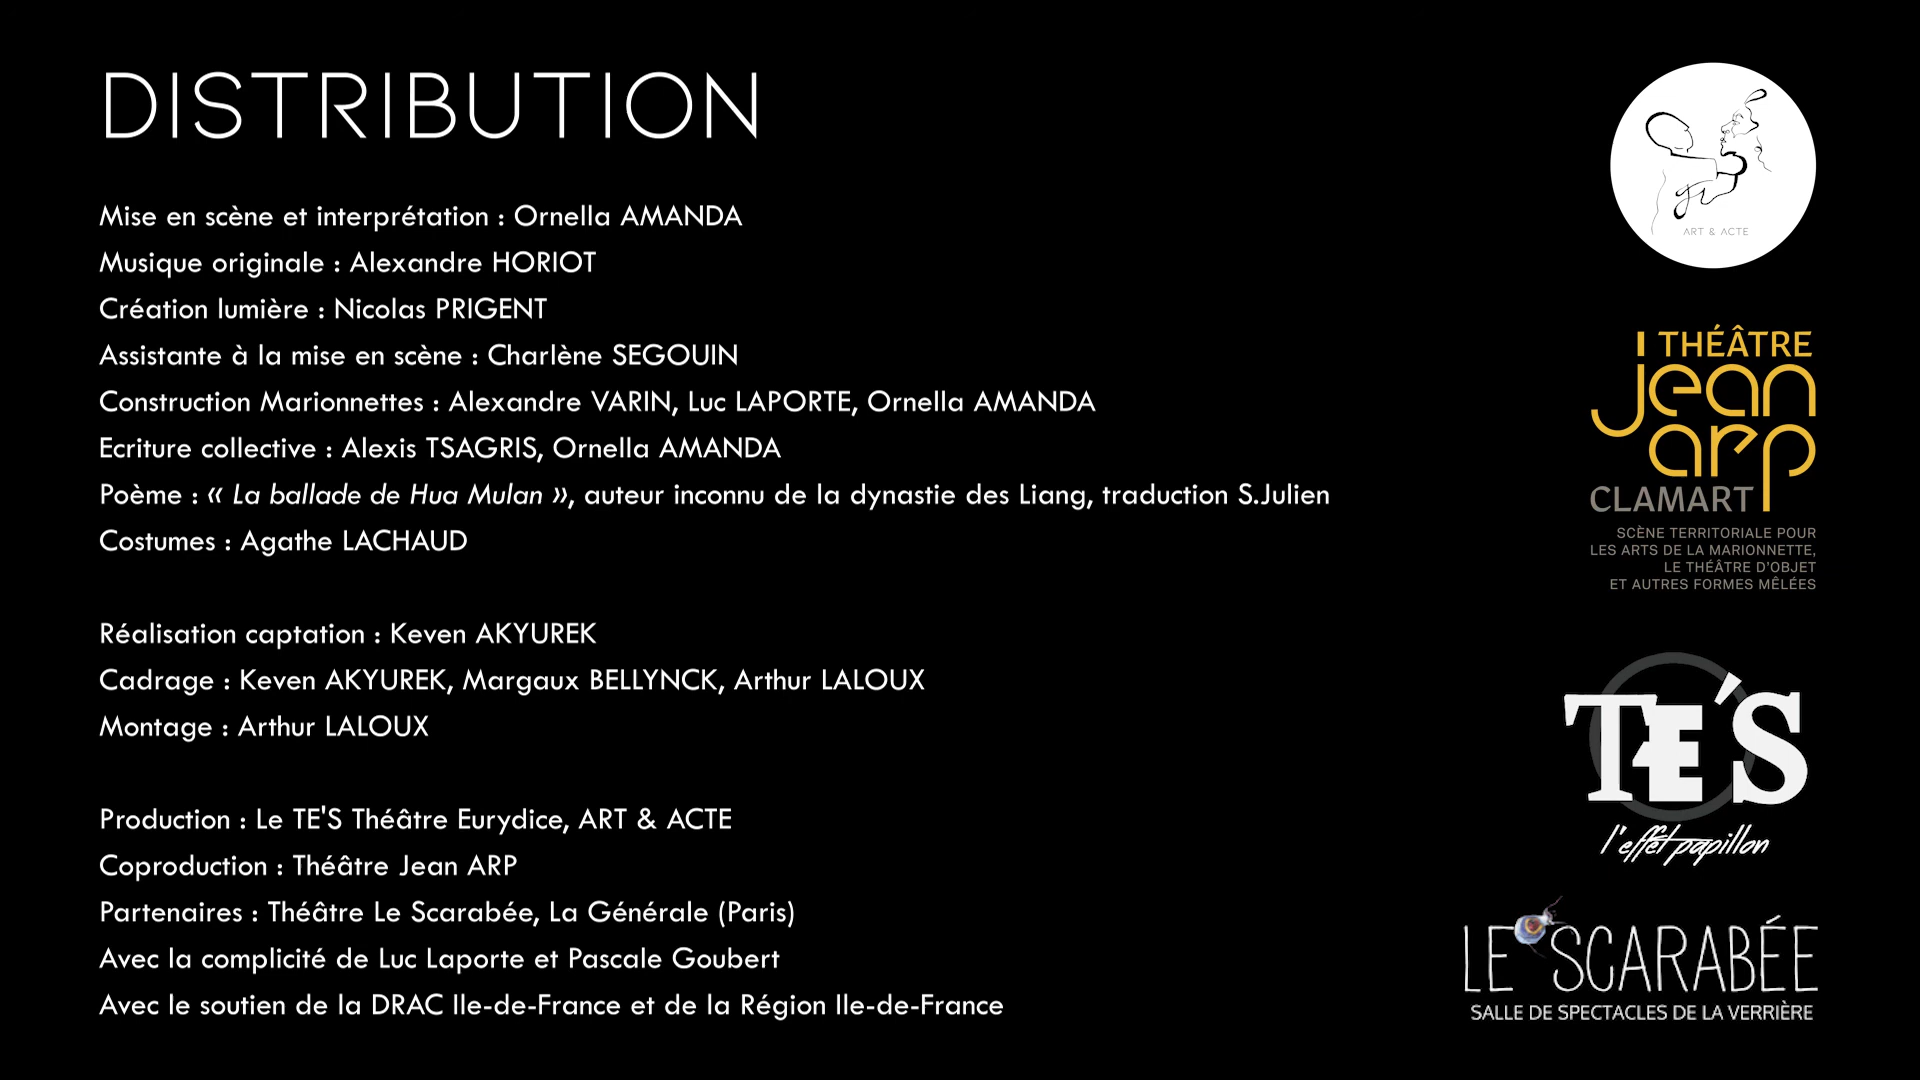 DISTRIBUTION
Mise en scène et interprétation : Ornella AMANDA
Musique originale : Alexandre HORIOT
Création lumière : Nicolas PRIGENT
Assistante à la mise en scène : Charlène SEGOUIN
Construction Marionnettes : Alexandre VARIN, Luc LAPORTE, Ornella AMANDA
Ecriture collective : Alexis TSAGRIS, Ornella AMANDA
Poème : « La ballade de Hua Mulan », auteur inconnu de la dynastie des Liang, traduction S.Julien
Costumes : Agathe LACHAUD
Réalisation captation : Keven AKYUREK
Cadrage : Keven AKYUREK, Margaux BELLYNCK, Arthur LALOUX
Montage : Arthur LALOUX
Production : Le TE'S Théâtre Eurydice, ART & ACTE
Coproduction : Théâtre Jean ARP
Partenaires : Théâtre Le Scarabée, La Générale (Paris)
Avec la complicité de Luc Laporte et Pascale Goubert
Avec le soutien de la DRAC Ile-de-France et de la Région Ile-de-France
ART & ACTE
THÉÂTRE
jean
arp
CLAMART
SCÈNE TERRITORIALE POUR
LES ARTS DE LA MARIONNETTE,
LE THÉÂTRE D'OBJET
ET AUTRES FORMES MÊLÉES
TE'S
l'effet papillon
LE SCARABÉE
SALLE DE SPECTACLES DE LA VERRIÈRE